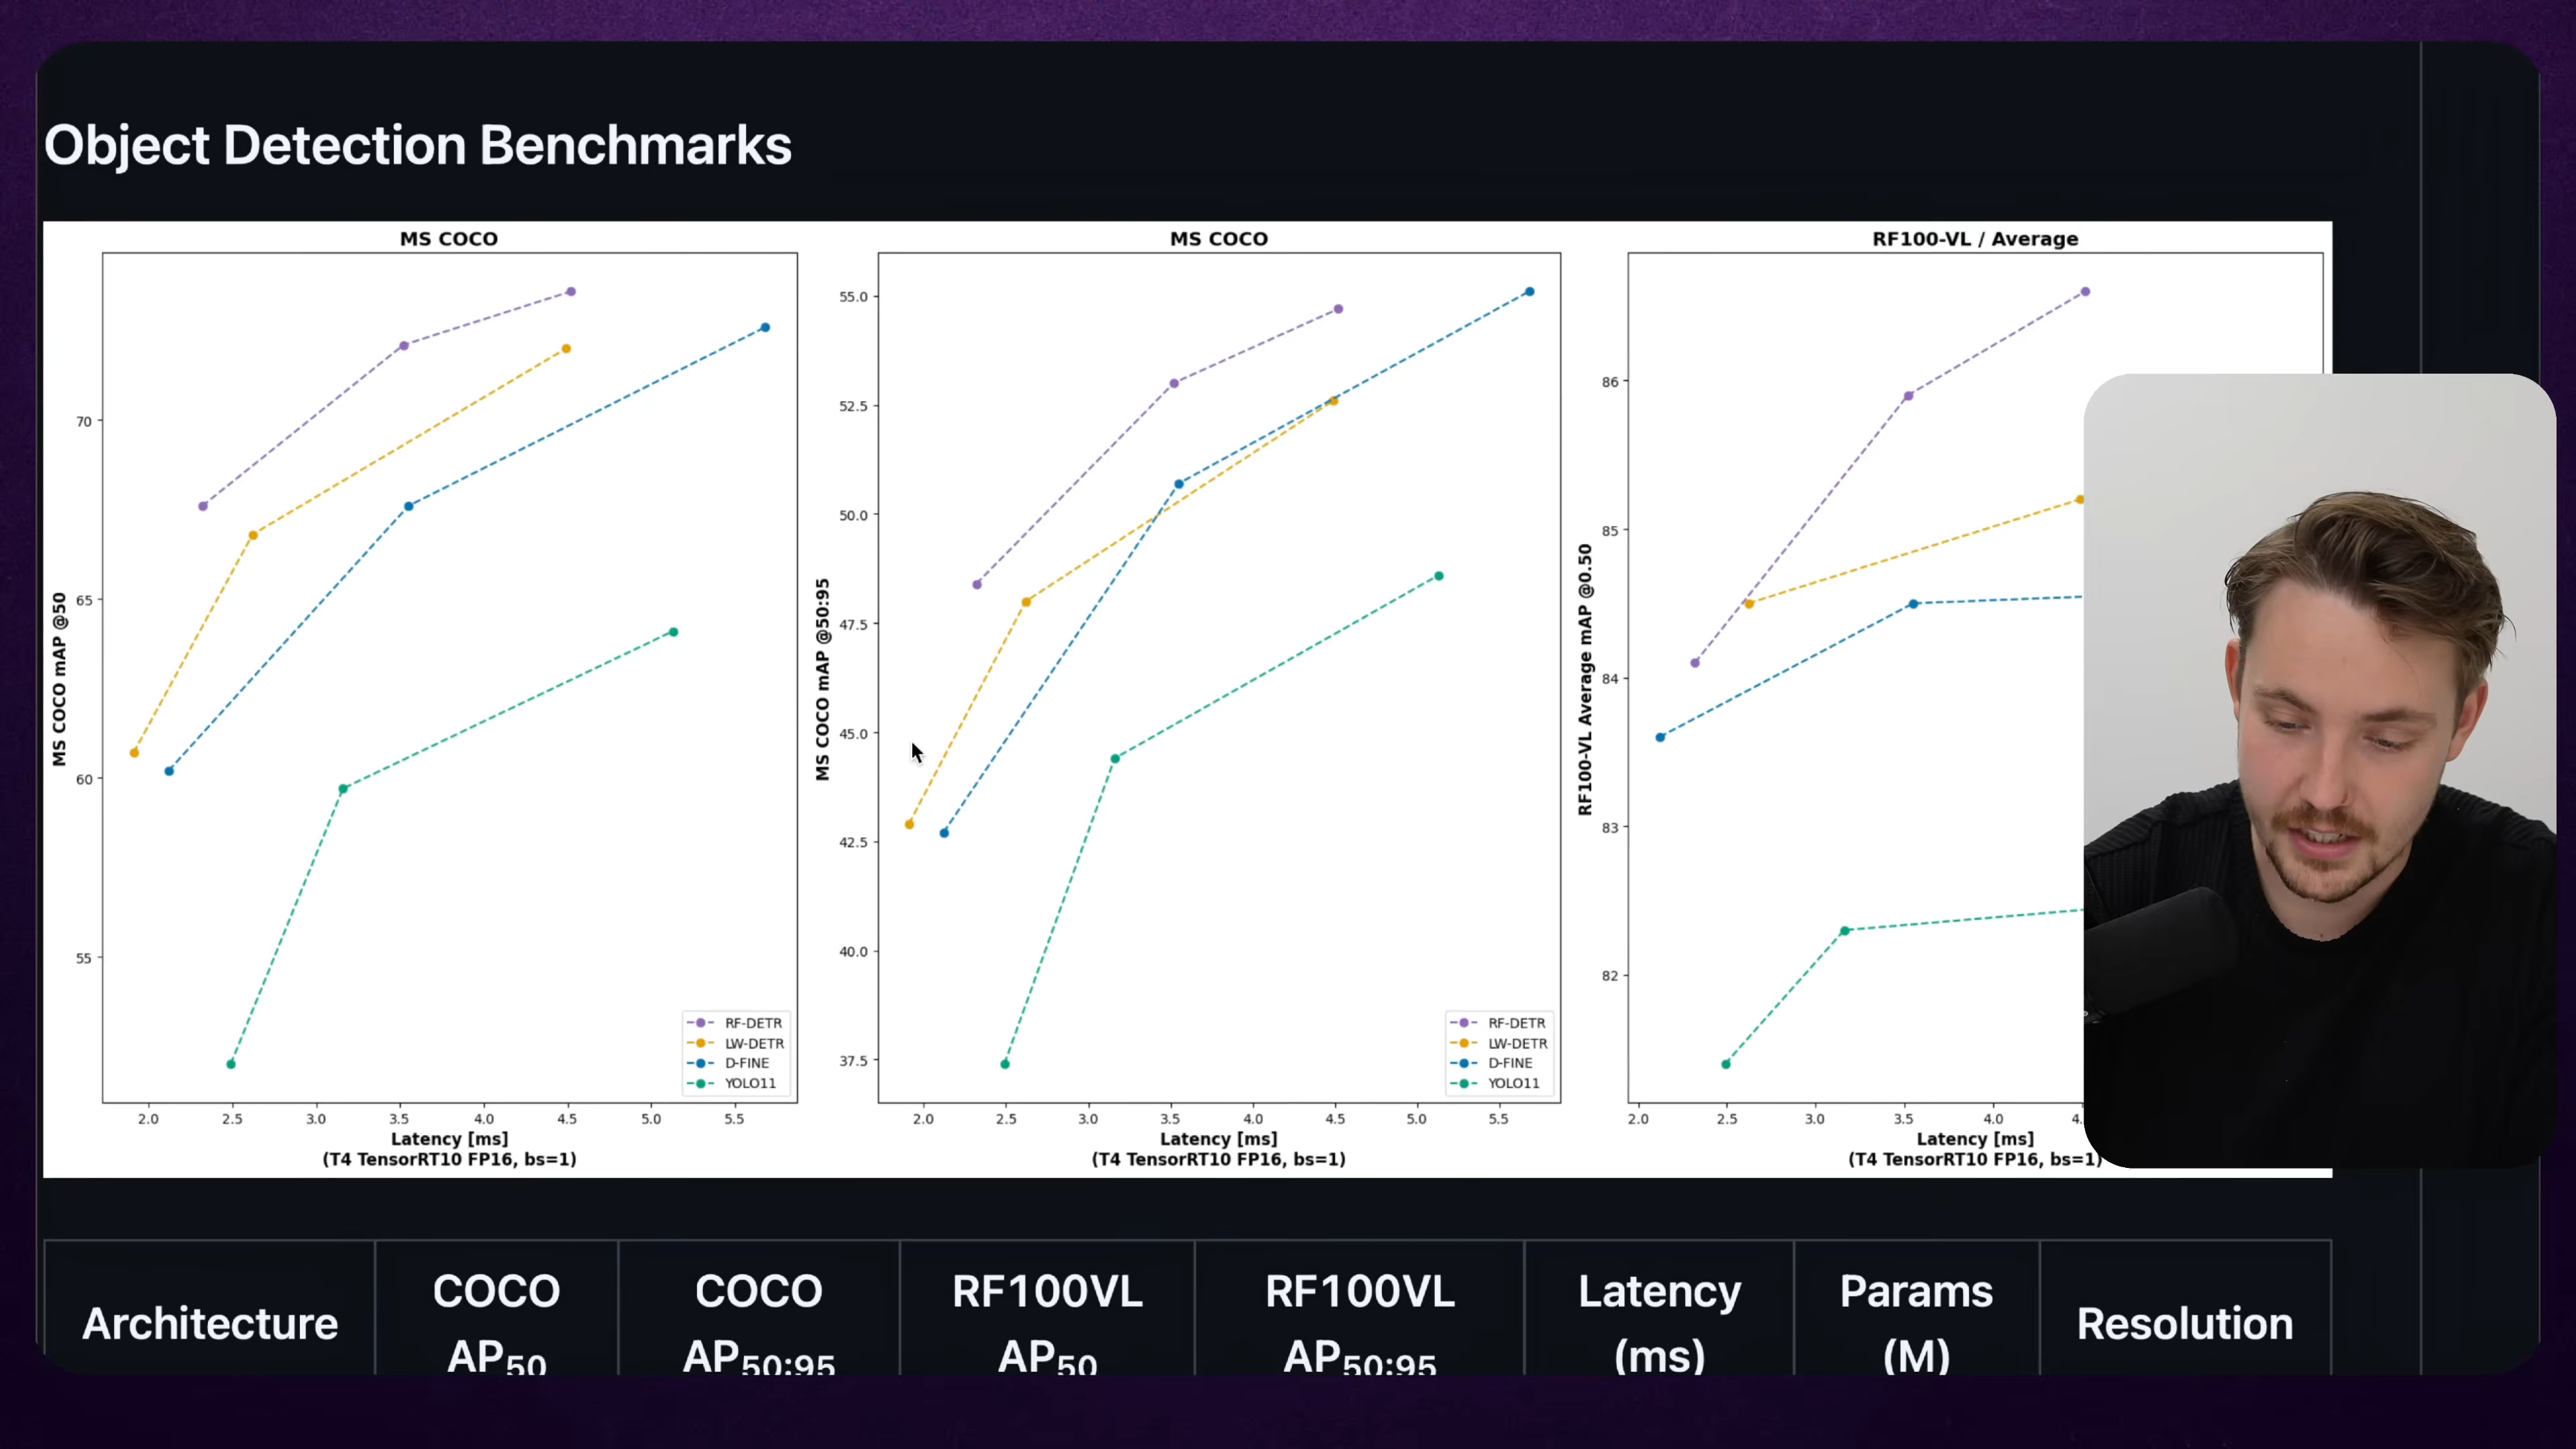 Object Detection Benchmarks
MS COCO
MS COCO mAP @50
70
65
60
55
2.0 2.5 3.0 3.5 4.0 4.5 5.0 5.5
Latency [ms]
(T4 TensorRT10 FP16, bs=1)
RF-DETR
LW-DETR
D-FINE
YOLO11
MS COCO
MS COCO mAP @50:95
55.0
52.5
50.0
47.5
45.0
42.5
40.0
37.5
2.0 2.5 3.0 3.5 4.0 4.5 5.0 5.5
Latency [ms]
(T4 TensorRT10 FP16, bs=1)
RF-DETR
LW-DETR
D-FINE
YOLO11
RF100-VL / Average
RF100-VL Average mAP @0.50
86
85
84
83
82
2.0 2.5 3.0 3.5 4.0
Latency [ms]
(T4 TensorRT10 FP16, bs=1)
Architecture
COCO
AP50
COCO
AP50:95
RF100VL
AP50
RF100VL
AP50:95
Latency
(ms)
Params
(M)
Resolution